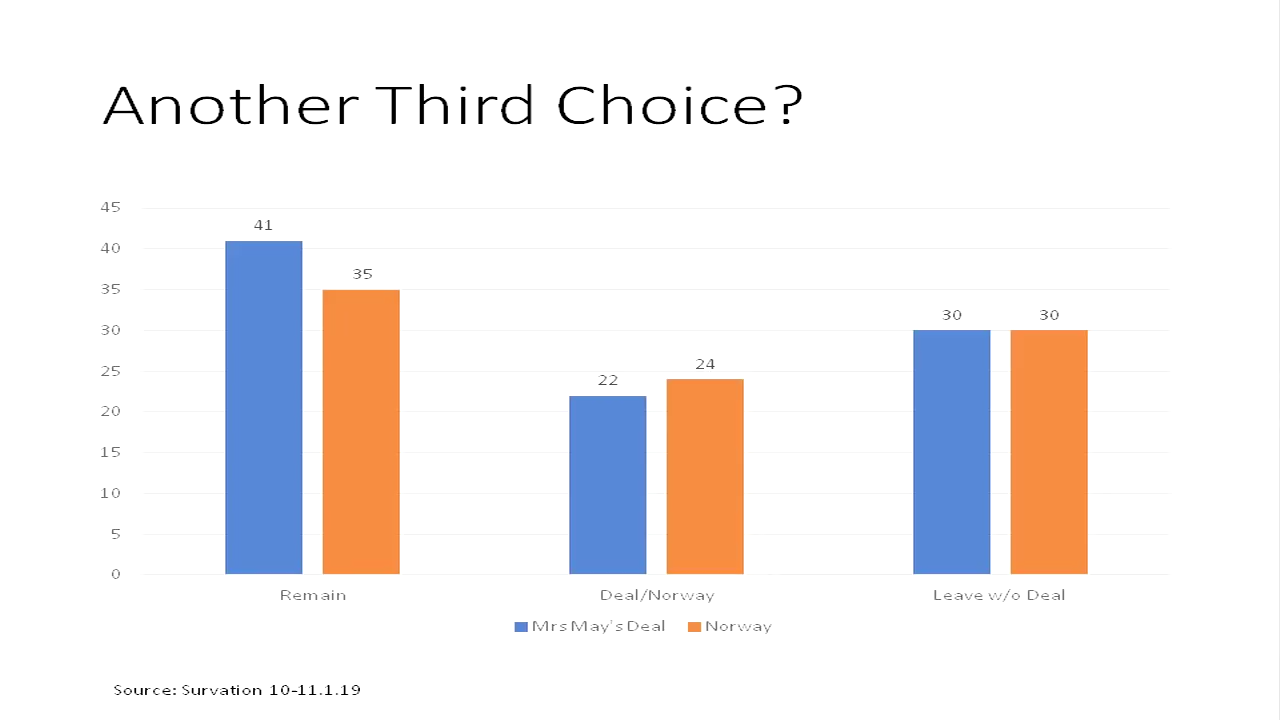 Another Third Choice?
45
40
35
30
25
20
15
10
5
0
41
35
22
24
30
30
Remain
Deal/Norway
Leave w/o Deal
Mrs May's Deal
Norway
Source: Survation 10-11.1.19